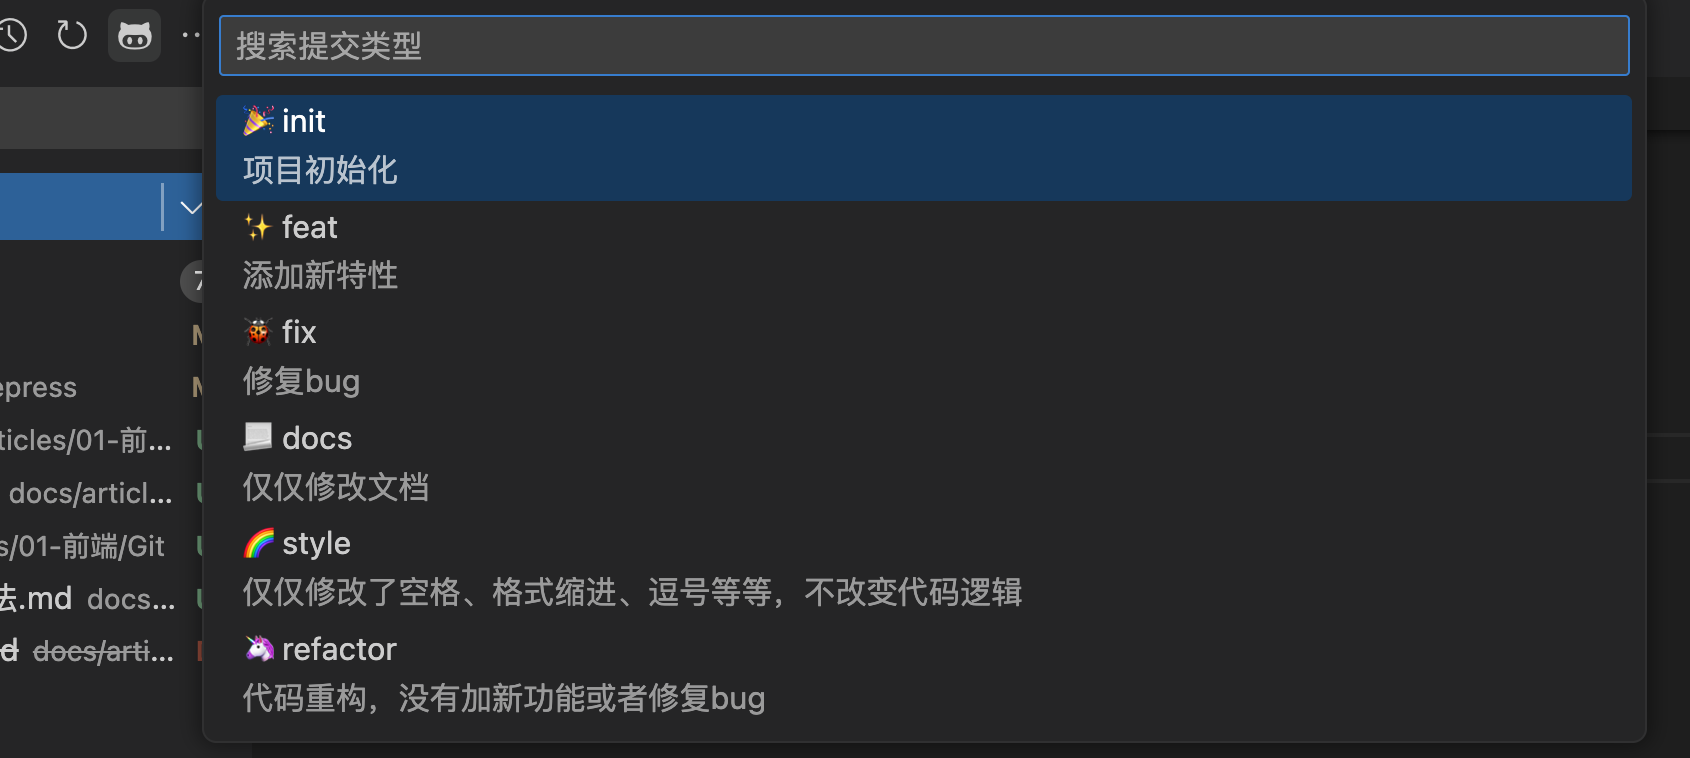 搜索提交类型
🎉 init
项目初始化
✨ feat
添加新特性
🐞 fix
修复bug
📃 docs
仅仅修改文档
🌈 style
仅仅修改了空格、格式缩进、逗号等等，不改变代码逻辑
🦄 refactor
代码重构，没有加新功能或者修复bug
7
epress
ticles/01-前...
docs/articl...
s/01-前端/Git
法.md docs...
d docs/arti...